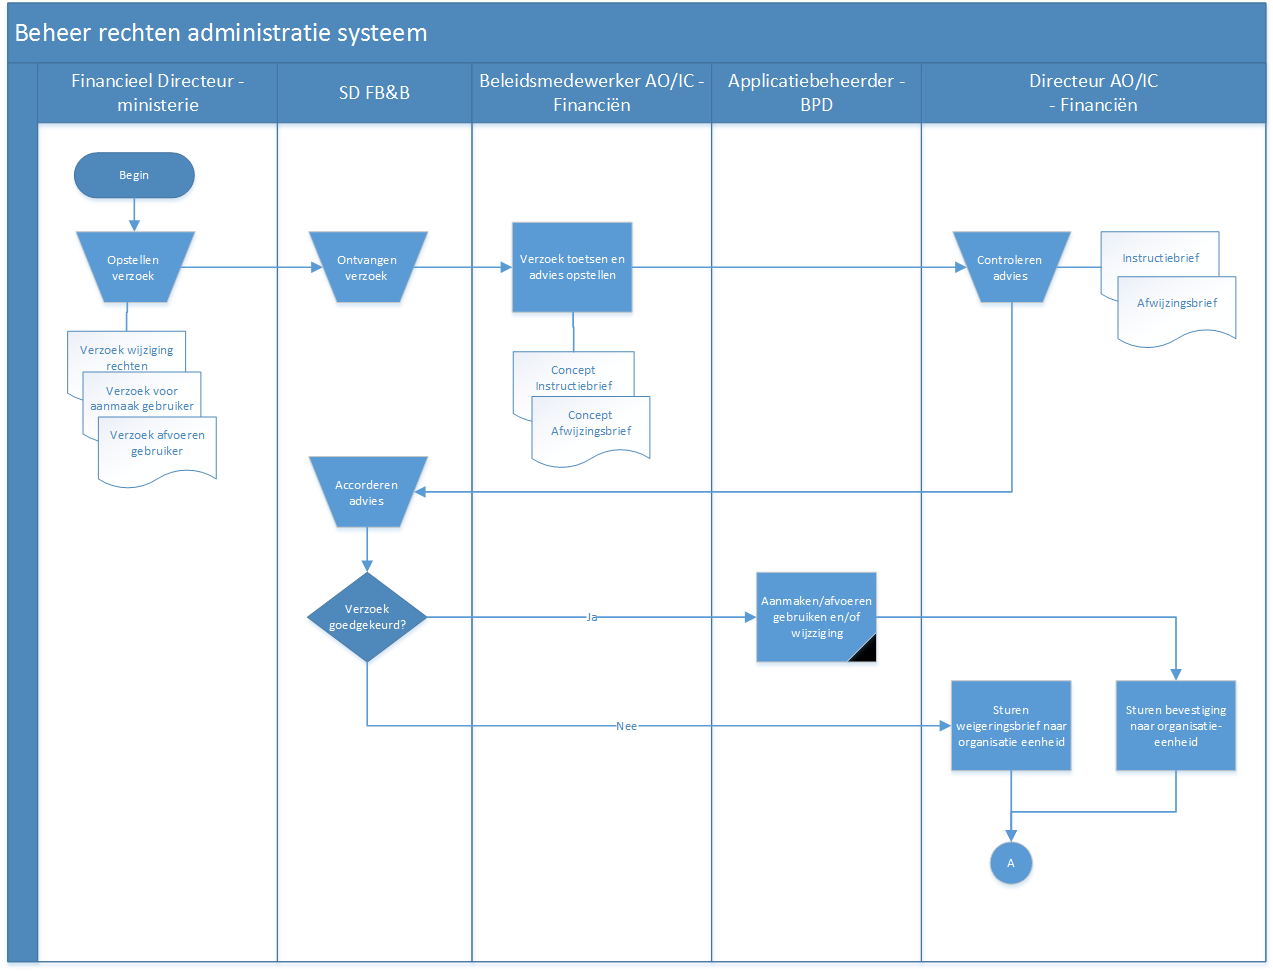 Beheer rechten administratie systeem
Financieel Directeur -
ministerie
SD FB&B
Beleidsmedewerker AO/IC -
Financiën
Applicatiebeheerder -
BPD
Directeur AO/IC
- Financiën
Begin
Opstellen
verzoek
Ontvangen
verzoek
Verzoek toetsen en
advies opstellen
Controleren
advies
Instructiebrief
Afwijzingsbrief
Verzoek wijziging
rechten
Verzoek voor
aanmaak gebruiker
Verzoek afvoeren
gebruiker
Concept
Instructiebrief
Concept
Afwijzingsbrief
Accorderen
advies
Verzoek
goedgekeurd?
Ja
Aanmaken/afvoeren
gebruiken en/of
wijzziging
Nee
Sturen
weigeringsbrief naar
organisatie eenheid
Sturen bevestiging
naar organisatie-
eenheid
A